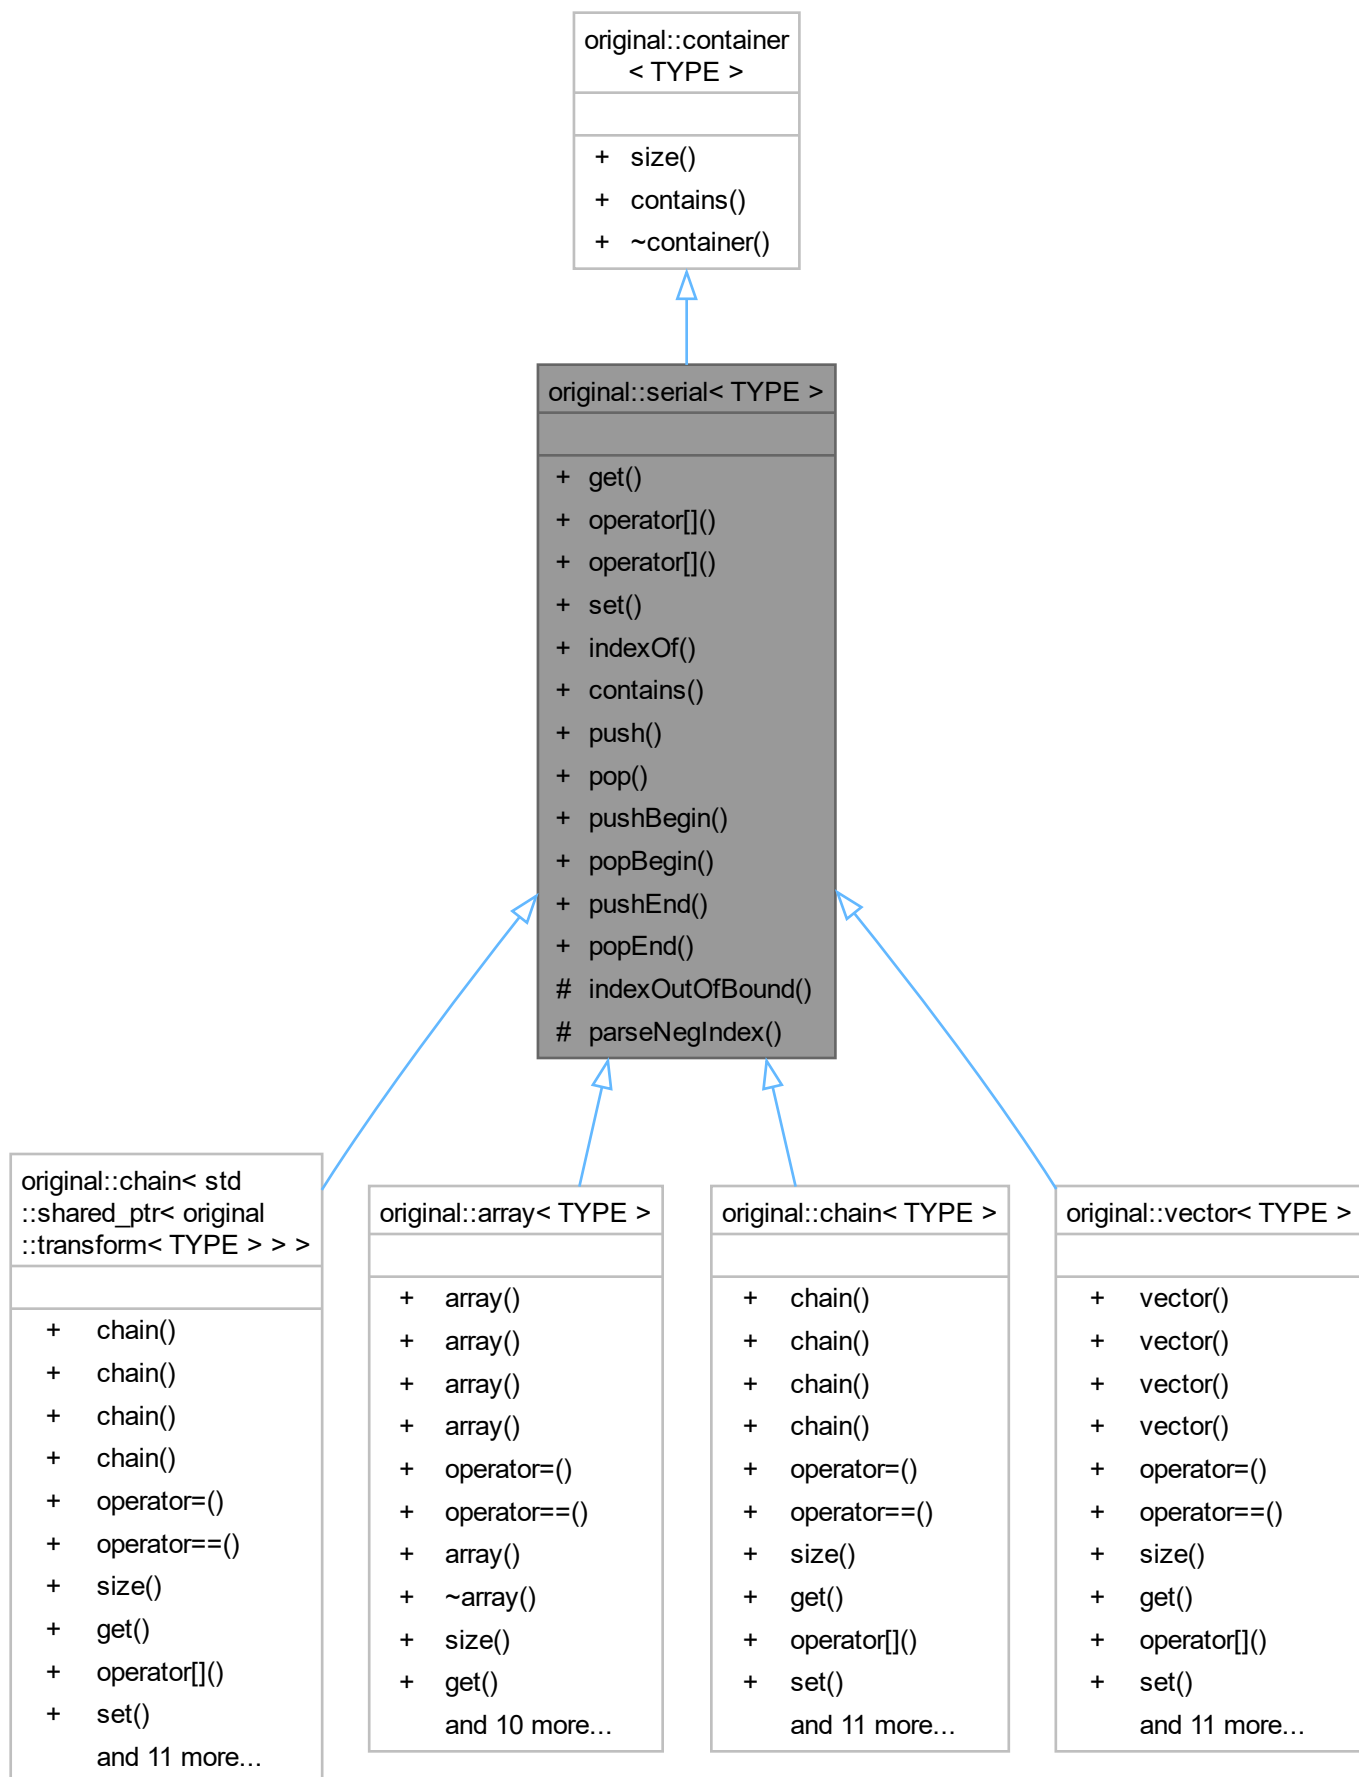 original::container
< TYPE >
+ size()
+ contains()
+ ~container()
original::serial< TYPE >
+ get()
+ operator[]()
+ operator[]()
+ set()
+ indexOf()
+ contains()
+ push()
+ pop()
+ pushBegin()
+ popBegin()
+ pushEnd()
+ popEnd()
# indexOutOfBound()
# parseNegIndex()
original::chain< std
::shared_ptr< original
::transform< TYPE > > >
+ chain()
+ chain()
+ chain()
+ chain()
+ operator=()
+ operator==()
+ size()
+ get()
+ operator[]()
+ set()
and 11 more...
original::array< TYPE >
+ array()
+ array()
+ array()
+ array()
+ operator=()
+ operator==()
+ array()
+ ~array()
+ size()
+ get()
and 10 more...
original::chain< TYPE >
+ chain()
+ chain()
+ chain()
+ chain()
+ operator=()
+ operator==()
+ size()
+ get()
+ operator[]()
+ set()
and 11 more...
original::vector< TYPE >
+ vector()
+ vector()
+ vector()
+ vector()
+ operator=()
+ operator==()
+ size()
+ get()
+ operator[]()
+ set()
and 11 more...